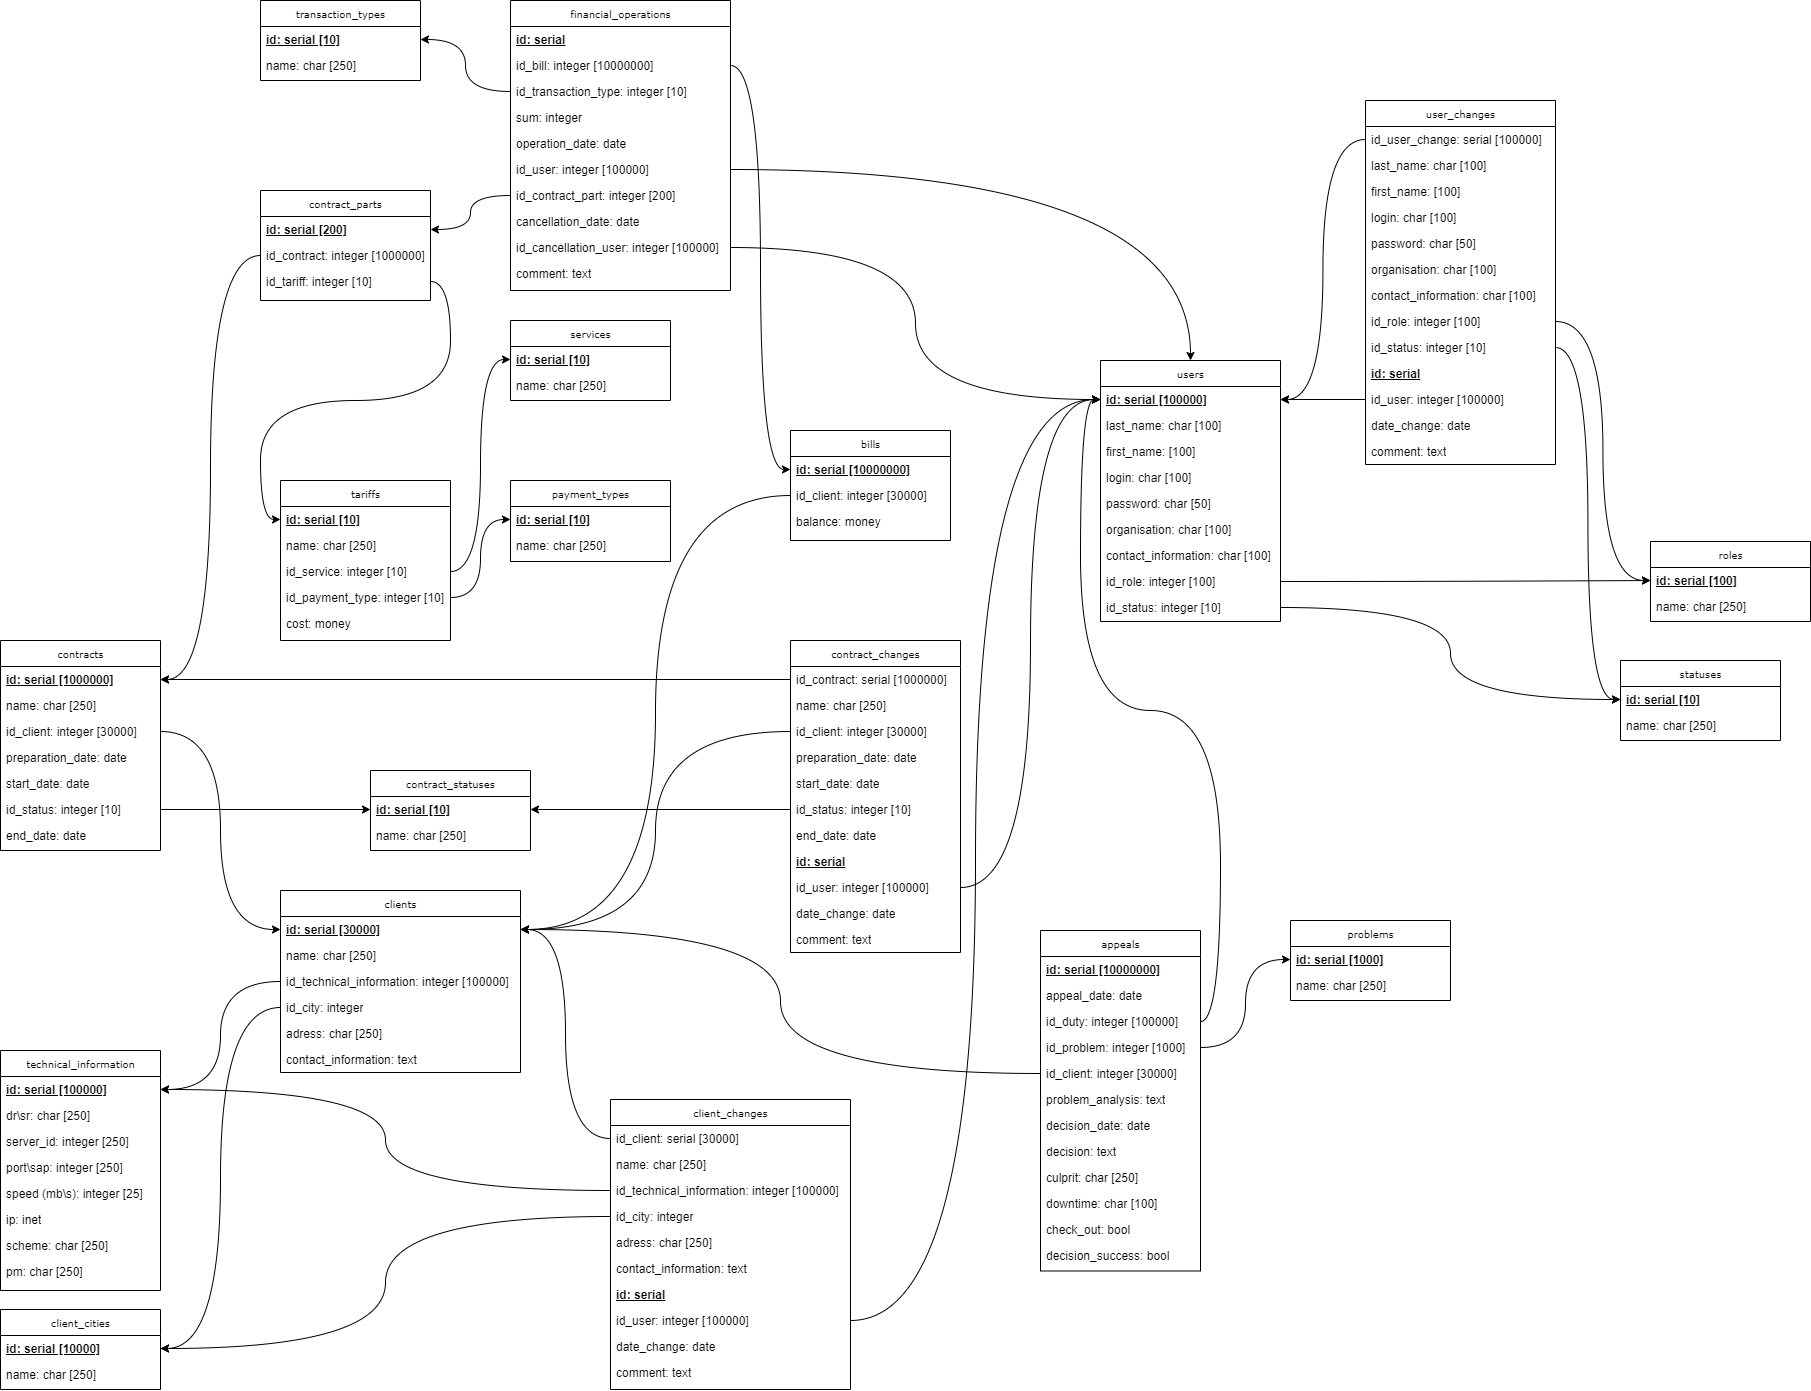 transaction_types
id: serial [10]
name: char [250]
financial_operations
id: serial
id_bill: integer [10000000]
id_transaction_type: integer [10]
sum: integer
operation_date: date
id_user: integer [100000]
id_contract_part: integer [200]
cancellation_date: date
id_cancellation_user: integer [100000]
comment: text
user_changes
id_user_change: serial [100000]
last_name: char [100]
first_name: [100]
login: char [100]
password: char [50]
organisation: char [100]
contact_information: char [100]
id_role: integer [100]
id_status: integer [10]
id: serial
id_user: integer [100000]
date_change: date
comment: text
contract_parts
id: serial [200]
id_contract: integer [1000000]
id_tariff: integer [10]
services
id: serial [10]
name: char [250]
users
id: serial [100000]
last_name: char [100]
first_name: [100]
login: char [100]
password: char [50]
organisation: char [100]
contact_information: char [100]
id_role: integer [100]
id_status: integer [10]
bills
id: serial [10000000]
id_client: integer [30000]
balance: money
tariffs
id: serial [10]
name: char [250]
id_service: integer [10]
id_payment_type: integer [10]
cost: money
payment_types
id: serial [10]
name: char [250]
roles
id: serial [100]
name: char [250]
statuses
id: serial [10]
name: char [250]
contracts
id: serial [1000000]
name: char [250]
id_client: integer [30000]
preparation_date: date
start_date: date
id_status: integer [10]
end_date: date
contract_changes
id_contract: serial [1000000]
name: char [250]
id_client: integer [30000]
preparation_date: date
start_date: date
id_status: integer [10]
end_date: date
id: serial
id_user: integer [100000]
date_change: date
comment: text
contract_statuses
id: serial [10]
name: char [250]
clients
id: serial [30000]
name: char [250]
id_technical_information: integer [100000]
id_city: integer
adress: char [250]
contact_information: text
appeals
id: serial [10000000]
appeal_date: date
id_duty: integer [100000]
id_problem: integer [1000]
id_client: integer [30000]
problem_analysis: text
decision_date: date
decision: text
culprit: char [250]
downtime: char [100]
check_out: bool
decision_success: bool
problems
id: serial [1000]
name: char [250]
technical_information
id: serial [100000]
dr\sr: char [250]
server_id: integer [250]
port\sap: integer [250]
speed (mb\s): integer [25]
ip: inet
scheme: char [250]
pm: char [250]
client_changes
id_client: serial [30000]
name: char [250]
id_technical_information: integer [100000]
id_city: integer
adress: char [250]
contact_information: text
id: serial
id_user: integer [100000]
date_change: date
comment: text
client_cities
id: serial [10000]
name: char [250]